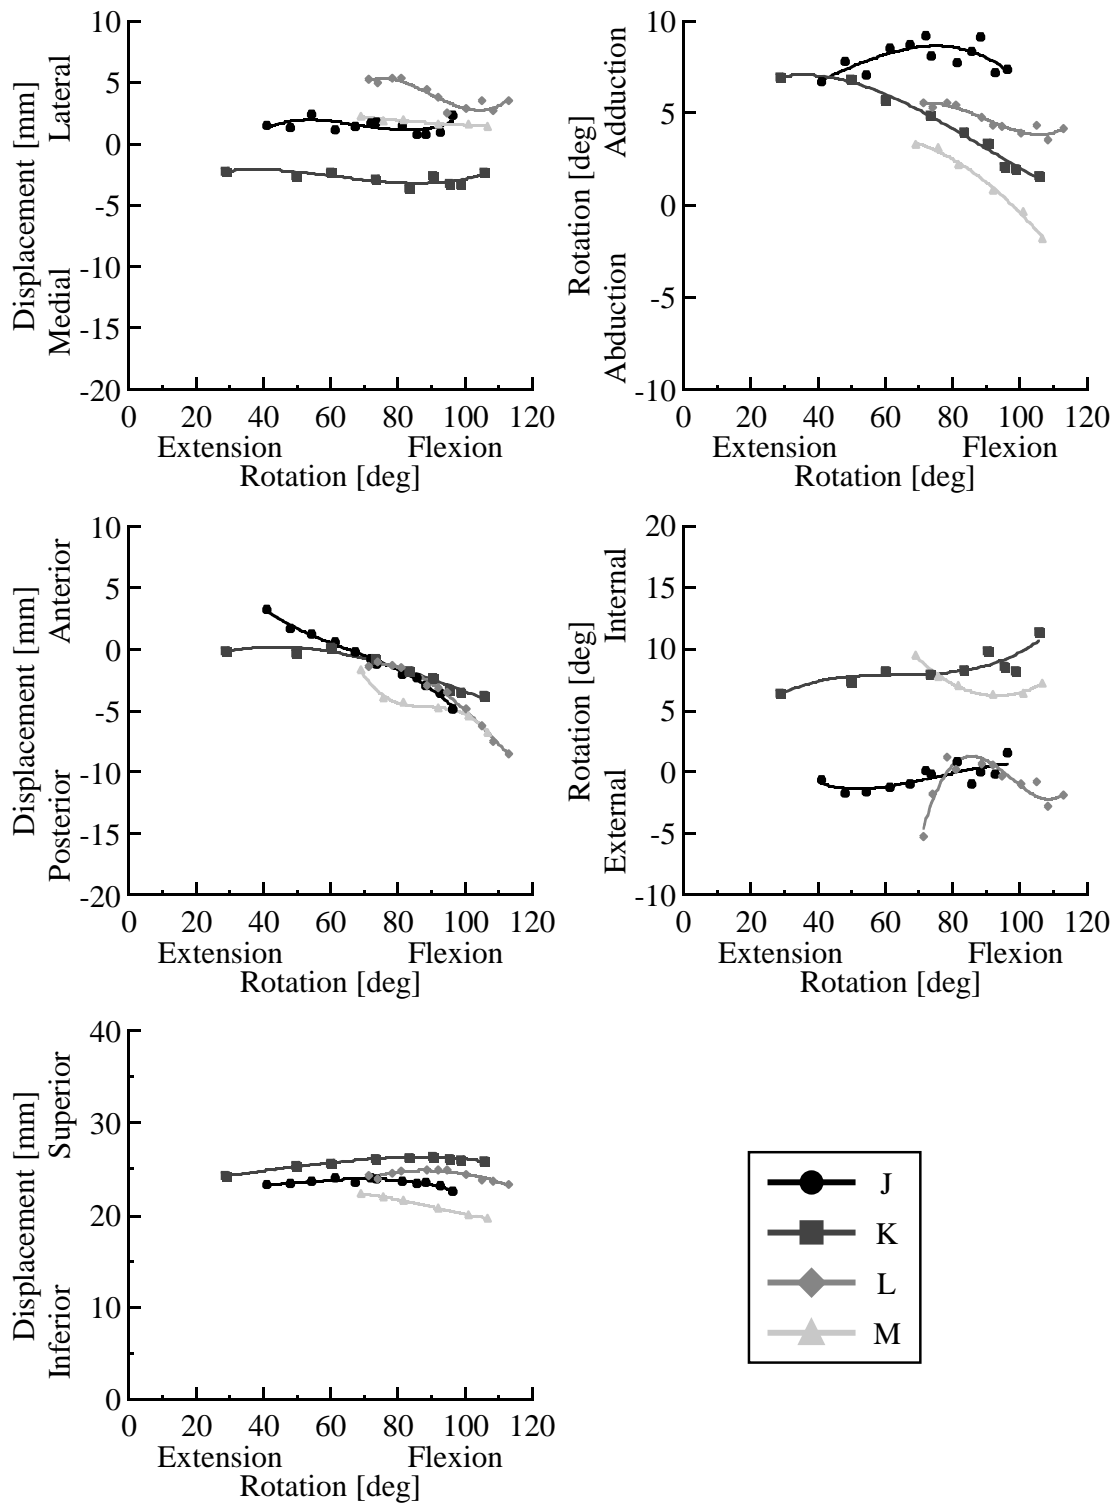 10
5
0
-5
-10
-15
-20
Displacement [mm]
Lateral
Medial
0 20 40 60 80 100 120
Extension Flexion
Rotation [deg]
10
5
0
-5
-10
Rotation [deg]
Adduction
Abduction
0 20 40 60 80 100 120
Extension Flexion
Rotation [deg]
10
5
0
-5
-10
-15
-20
Displacement [mm]
Anterior
Posterior
0 20 40 60 80 100 120
Extension Flexion
Rotation [deg]
20
15
10
5
0
-5
-10
Rotation [deg]
Internal
External
0 20 40 60 80 100 120
Extension Flexion
Rotation [deg]
40
30
20
10
0
Displacement [mm]
Superior
Inferior
0 20 40 60 80 100 120
Extension Flexion
Rotation [deg]
J
K
L
M